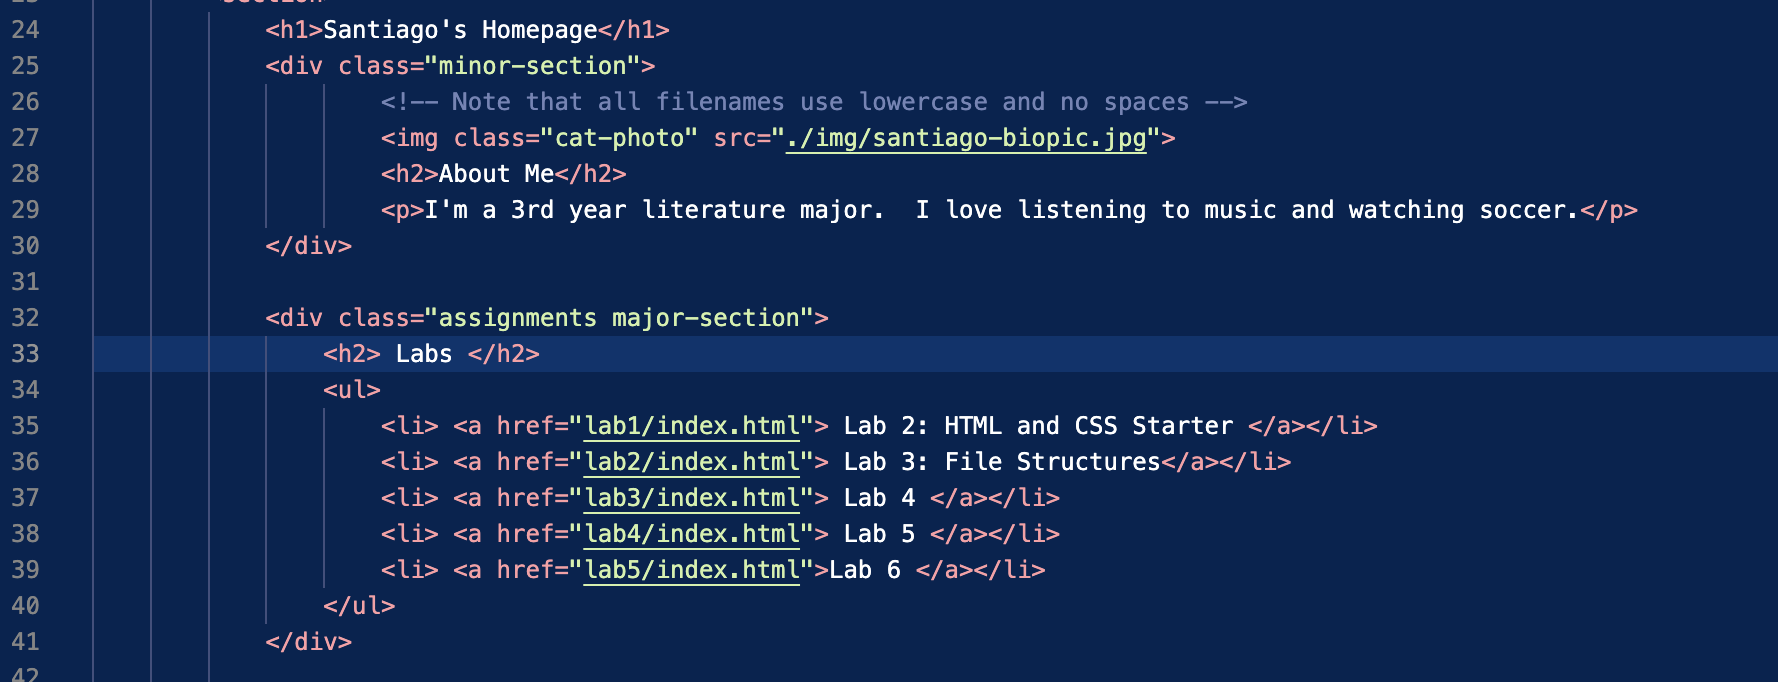 section
24 <h1>Santiago's Homepage</h1>
25 <div class="minor-section">
26 <!-- Note that all filenames use lowercase and no spaces -->
27 <img class="cat-photo" src="./img/santiago-biopic.jpg">
28 <h2>About Me</h2>
29 <p>I'm a 3rd year literature major.  I love listening to music and watching soccer.</p>
30 </div>
31
32 <div class="assignments major-section">
33 <h2> Labs </h2>
34 <ul>
35 <li> <a href="lab1/index.html"> Lab 2: HTML and CSS Starter </a></li>
36 <li> <a href="lab2/index.html"> Lab 3: File Structures</a></li>
37 <li> <a href="lab3/index.html"> Lab 4 </a></li>
38 <li> <a href="lab4/index.html"> Lab 5 </a></li>
39 <li> <a href="lab5/index.html">Lab 6 </a></li>
40 </ul>
41 </div>
42